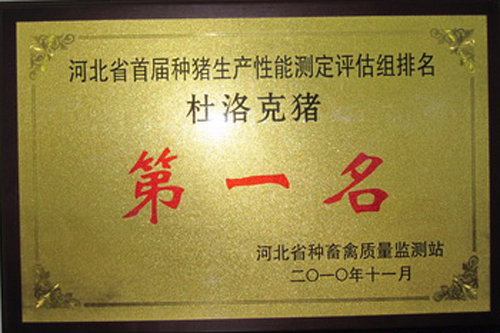 河北省首届种猪生产性能测定评估组排名
杜洛克猪
第一名
河北省种畜禽质量监测站
二〇一〇年十一月